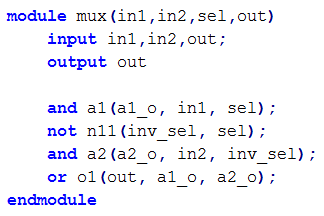 module mux(in1,in2,sel,out)
input in1,in2,out;
output out
and a1(a1_o, in1, sel);
not n11(inv_sel, sel);
and a2(a2_o, in2, inv_sel);
or o1(out, a1_o, a2_o);
endmodule